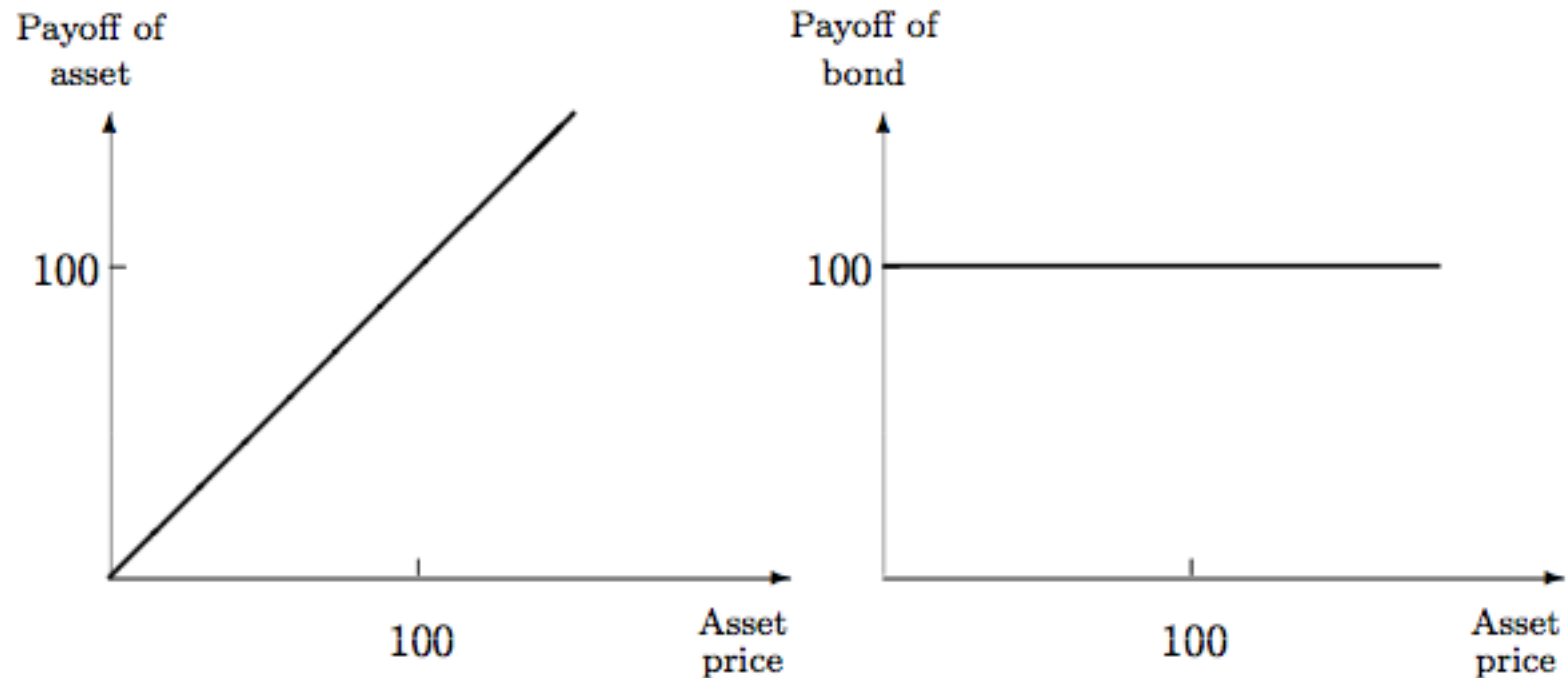 Payoff of
asset
100
100
Asset
price
Payoff of
bond
100
100
Asset
price